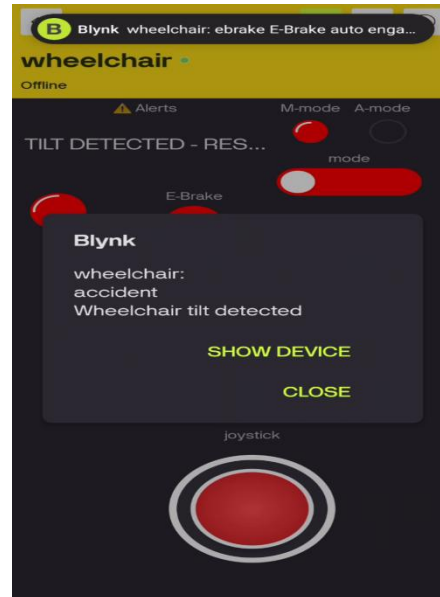 B Blynk wheelchair: ebrake E-Brake auto enga...
wheelchair
Offline
Alerts
M-mode A-mode
TILT DETECTED - RES...
mode
E-Brake
Blynk
wheelchair:
accident
Wheelchair tilt detected
SHOW DEVICE
CLOSE
joystick